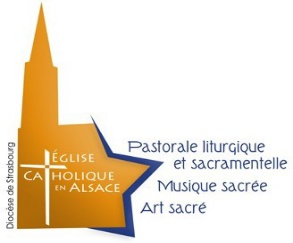 Diocèse de Strasbourg
ÉGLISE
CATHOLIQUE
EN ALSACE
Pastorale liturgique
et sacramentelle
Musique sacrée
Art sacré